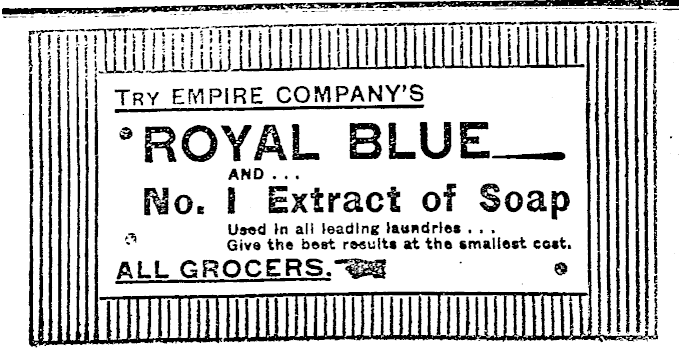 TRY EMPIRE COMPANY'S
ROYAL BLUE
AND . . .
No. 1 Extract of Soap
Used in all leading laundries . . .
Give the best results at the smallest cost.
ALL GROCERS.